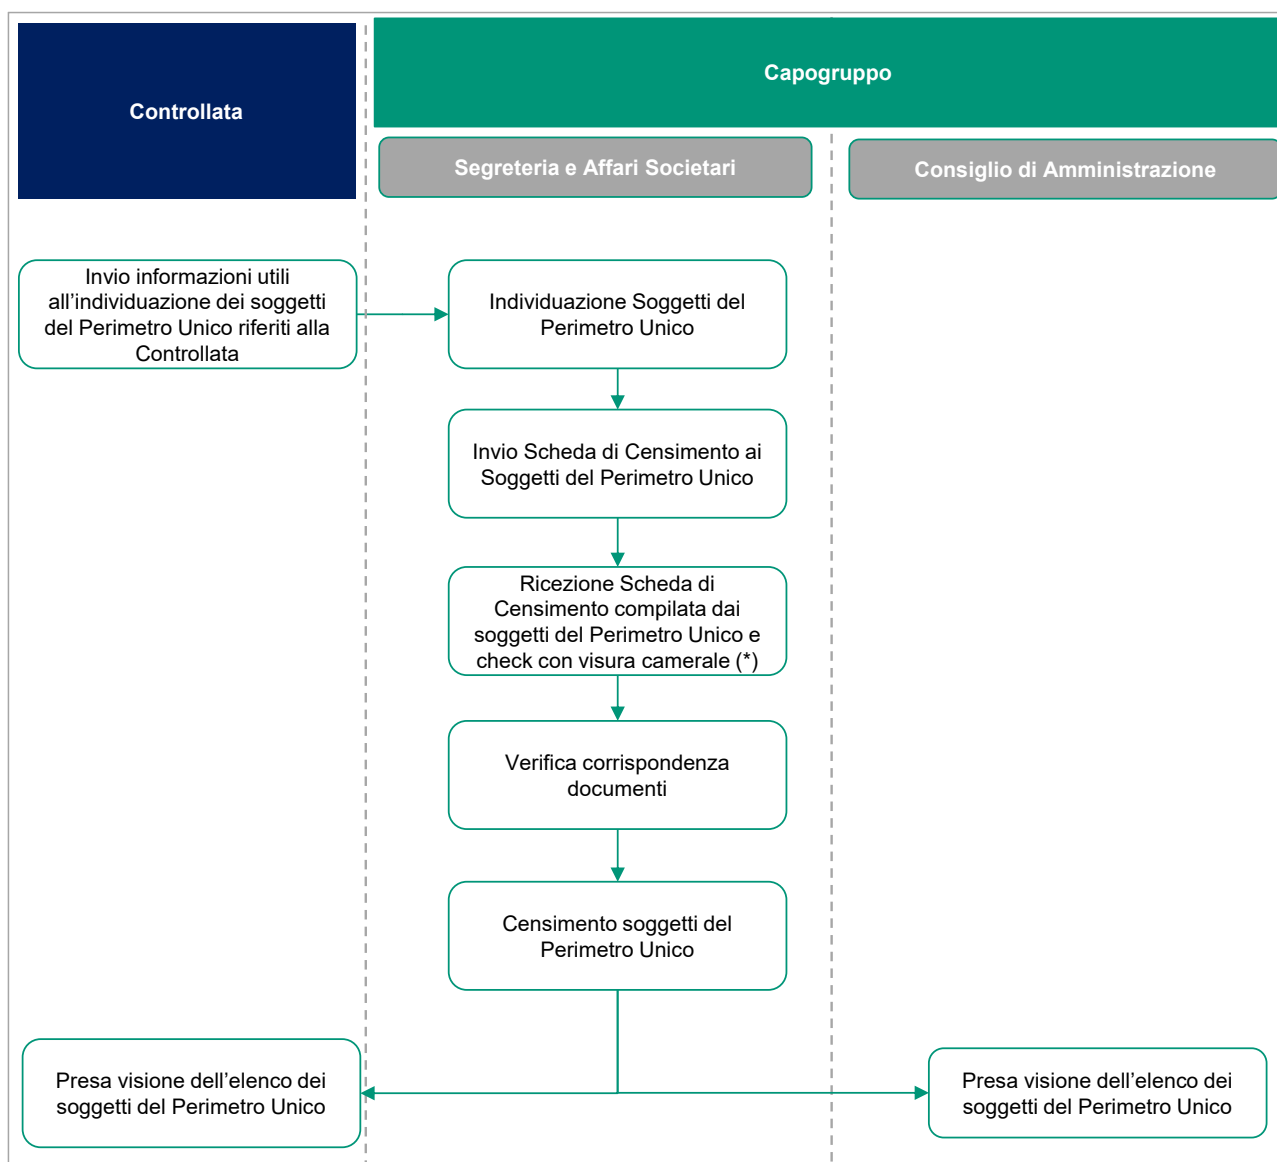 Controllata
Capogruppo
Segreteria e Affari Societari
Consiglio di Amministrazione
Invio informazioni utili
all'individuazione dei soggetti
del Perimetro Unico riferiti alla
Controllata
Individuazione Soggetti del
Perimetro Unico
Invio Scheda di Censimento ai
Soggetti del Perimetro Unico
Ricezione Scheda di
Censimento compilata dai
soggetti del Perimetro Unico e
check con visura camerale (*)
Verifica corrispondenza
documenti
Censimento soggetti del
Perimetro Unico
Presa visione dell'elenco dei
soggetti del Perimetro Unico
Presa visione dell'elenco dei
soggetti del Perimetro Unico